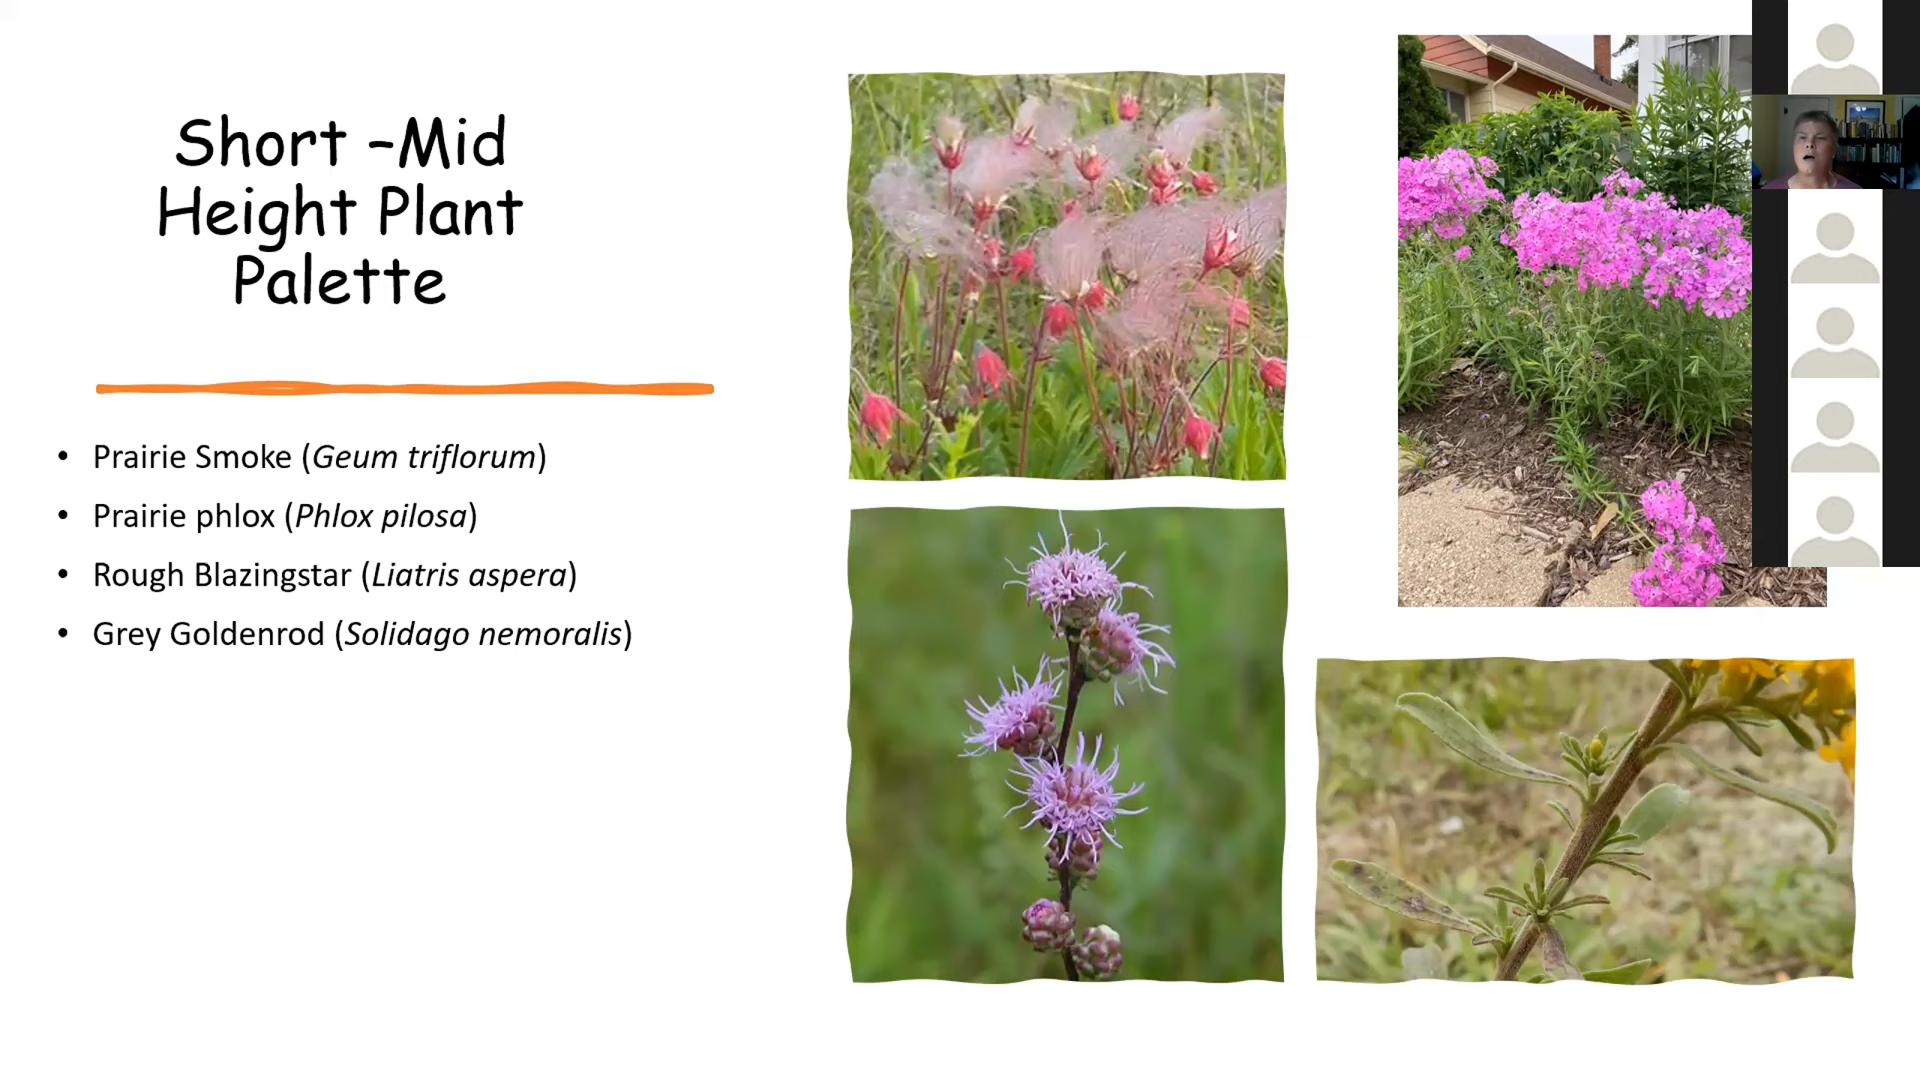 Short –Mid
Height Plant
Palette
• Prairie Smoke (Geum triflorum)
• Prairie phlox (Phlox pilosa)
• Rough Blazingstar (Liatris aspera)
• Grey Goldenrod (Solidago nemoralis)